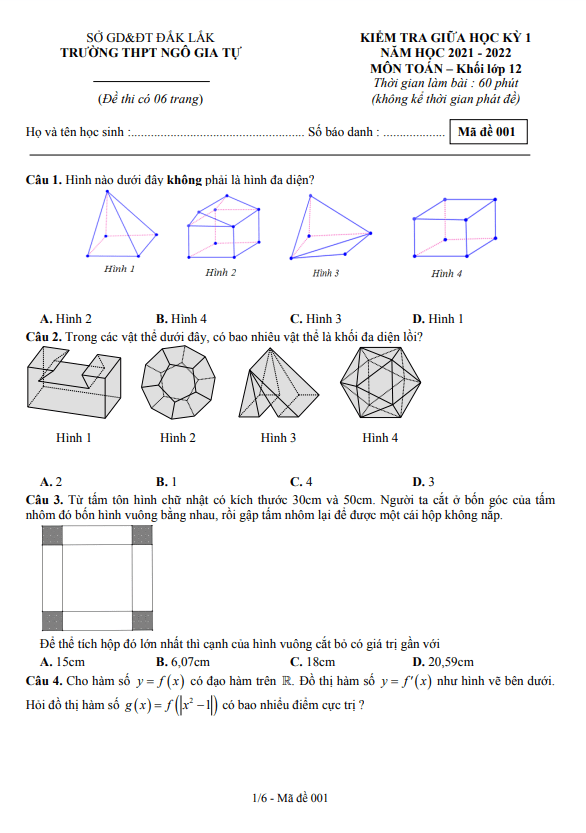 SỞ GD&ĐT ĐẮK LẮK
TRƯỜNG THPT NGÔ GIA TỰ
(Đề thi có 06 trang)
KIỂM TRA GIỮA HỌC KỲ 1
NĂM HỌC 2021 - 2022
MÔN TOÁN – Khối lớp 12
Thời gian làm bài : 60 phút
(không kể thời gian phát đề)
Họ và tên học sinh :.................................................... Số báo danh : ................... Mã đề 001
Câu 1. Hình nào dưới đây không phải là hình đa diện?
Hình 1 Hình 2 Hình 3 Hình 4
A. Hình 2 B. Hình 4 C. Hình 3 D. Hình 1
Câu 2. Trong các vật thể dưới đây, có bao nhiêu vật thể là khối đa diện lồi?
Hình 1 Hình 2 Hình 3 Hình 4
A. 2 B. 1 C. 4 D. 3
Câu 3. Từ tấm tôn hình chữ nhật có kích thước 30cm và 50cm. Người ta cắt ở bốn góc của tấm
nhôm đó bốn hình vuông bằng nhau, rồi gập tấm nhôm lại để được một cái hộp không nắp.
Để thể tích hộp đó lớn nhất thì cạnh của hình vuông cắt bỏ có giá trị gần với
A. 15cm B. 6,07cm C. 18cm D. 20,59cm
Câu 4. Cho hàm số y = f(x) có đạo hàm trên ℝ. Đồ thị hàm số y = f′(x) như hình vẽ bên dưới.
Hỏi đồ thị hàm số g(x) = f(|x² −1|) có bao nhiều điểm cực trị ?
1/6 - Mã đề 001